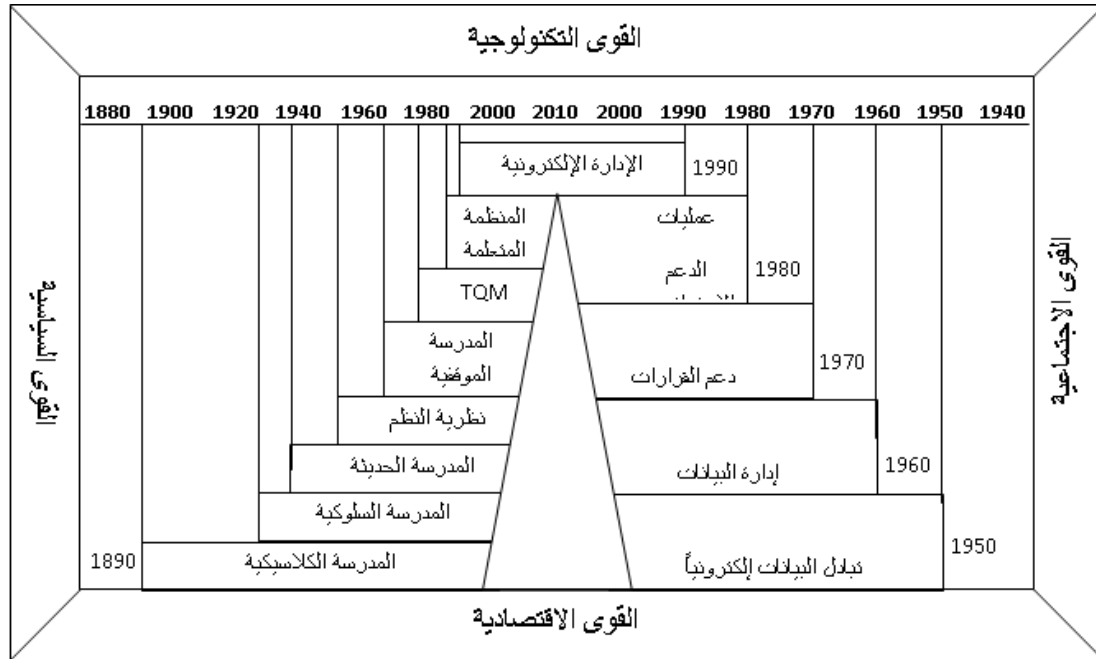 القوى التكنولوجية
1880 1900 1920 1940 1960 1980 2000 2010 2000 1990 1980 1970 1960 1950 1940
الإدارة الإلكترونية
1990
المنظمة
المتعلمة
عمليات
الدعم
1980
TQM
المدرسة
الموقفية
دعم القرارات
1970
نظرية النظم
المدرسة الحديثة
إدارة البيانات
1960
المدرسة السلوكية
1890
المدرسة الكلاسيكية
تبادل البيانات إلكترونياً
1950
القوى السياسية
القوى الاجتماعية
القوى الاقتصادية